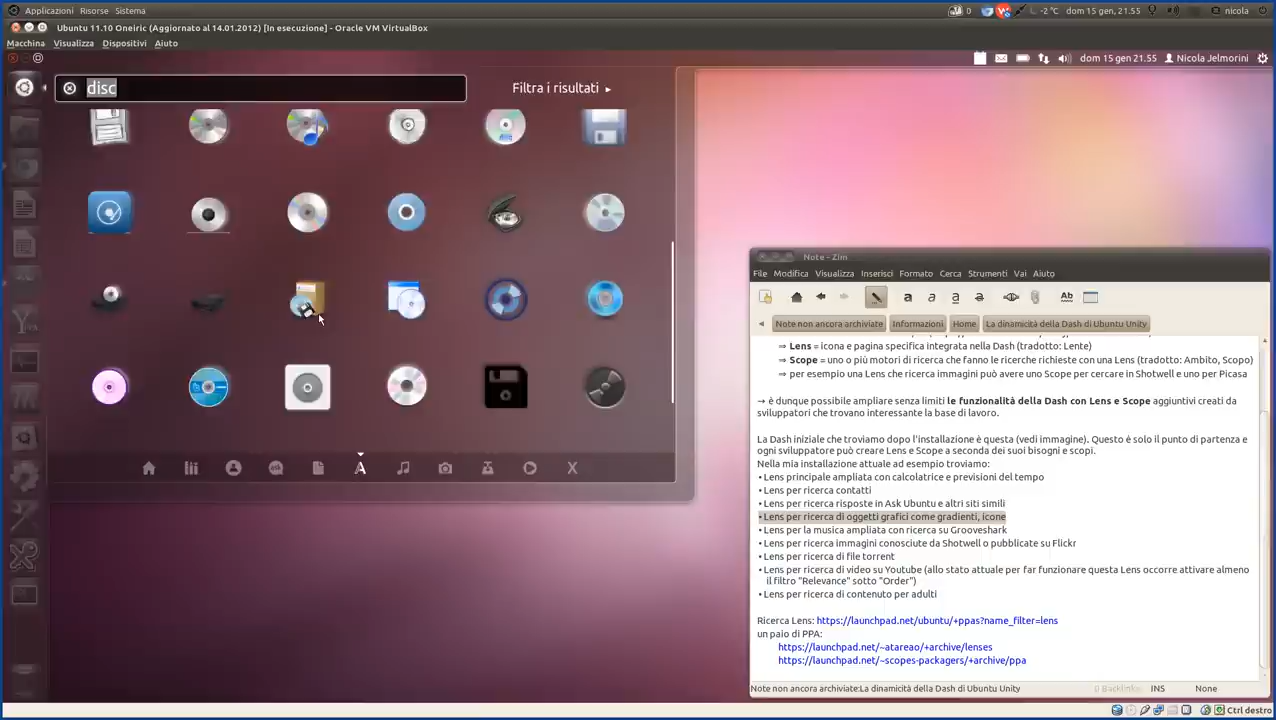 Applicazioni Risorse Sistema
0 -2 °C dom 15 gen, 21.55 nicola
Ubuntu 11.10 Oneiric (Aggiornato al 14.01.2012) [In esecuzione] - Oracle VM VirtualBox
Macchina Visualizza Dispositivi Aiuto
dom 15 gen 21.55 Nicola Jelmorini
disc
Filtra i risultati ▸
Note - Zim
File Modifica Visualizza Inserisci Formato Cerca Strumenti Vai Aiuto
Note non ancora archiviate Informazioni Home La dinamicità della Dash di Ubuntu Unity
⇒ Lens = icona e pagina specifica integrata nella Dash (tradotto: Lente)
⇒ Scope = uno o più motori di ricerca che fanno le ricerche richieste con una Lens (tradotto: Ambito, Scopo)
⇒ per esempio una Lens che ricerca immagini può avere uno Scope per cercare in Shotwell e uno per Picasa
→ è dunque possibile ampliare senza limiti le funzionalità della Dash con Lens e Scope aggiuntivi creati da
sviluppatori che trovano interessante la base di lavoro.
La Dash iniziale che troviamo dopo l'installazione è questa (vedi immagine). Questo è solo il punto di partenza e
ogni sviluppatore può creare Lens e Scope a seconda dei suoi bisogni e scopi.
Nella mia installazione attuale ad esempio troviamo:
• Lens principale ampliata con calcolatrice e previsioni del tempo
• Lens per ricerca contatti
• Lens per ricerca risposte in Ask Ubuntu e altri siti simili
• Lens per ricerca di oggetti grafici come gradienti, icone
• Lens per la musica ampliata con ricerca su Grooveshark
• Lens per ricerca immagini conosciute da Shotwell o pubblicate su Flickr
• Lens per ricerca di file torrent
• Lens per ricerca di video su Youtube (allo stato attuale per far funzionare questa Lens occorre attivare almeno
il filtro "Relevance" sotto "Order")
• Lens per ricerca di contenuto per adulti
Ricerca Lens: https://launchpad.net/ubuntu/+ppas?name_filter=lens
un paio di PPA:
https://launchpad.net/~atareao/+archive/lenses
https://launchpad.net/~scopes-packagers/+archive/ppa
Note non ancora archiviate:La dinamicità della Dash di Ubuntu Unity Backlinks INS None
Ctrl destro